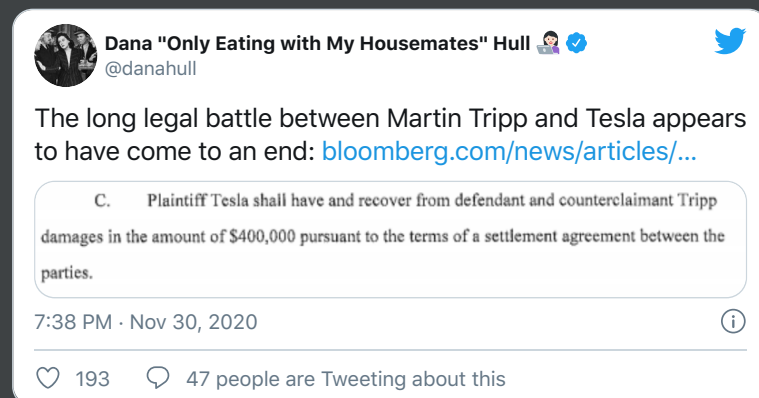 Dana "Only Eating with My Housemates" Hull 👩🏻‍💻
@danahull
The long legal battle between Martin Tripp and Tesla appears
to have come to an end: bloomberg.com/news/articles/...
C. Plaintiff Tesla shall have and recover from defendant and counterclaimant Tripp
damages in the amount of $400,000 pursuant to the terms of a settlement agreement between the
parties.
7:38 PM · Nov 30, 2020
193 47 people are Tweeting about this